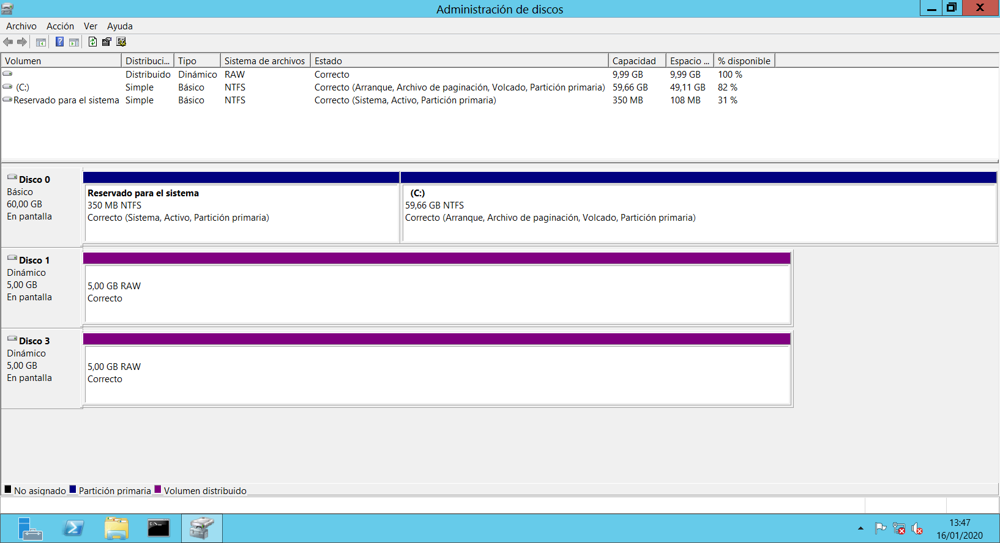 Administración de discos
Archivo Acción Ver Ayuda
Volumen Distribuci... Tipo Sistema de archivos Estado Capacidad Espacio ... % disponible
Distribuido Dinámico RAW Correcto 9,99 GB 9,99 GB 100 %
(C:) Simple Básico NTFS Correcto (Arranque, Archivo de paginación, Volcado, Partición primaria) 59,66 GB 49,11 GB 82 %
Reservado para el sistema Simple Básico NTFS Correcto (Sistema, Activo, Partición primaria) 350 MB 108 MB 31 %
Disco 0
Básico
60,00 GB
En pantalla
Reservado para el sistema
350 MB NTFS
Correcto (Sistema, Activo, Partición primaria)
(C:)
59,66 GB NTFS
Correcto (Arranque, Archivo de paginación, Volcado, Partición primaria)
Disco 1
Dinámico
5,00 GB
En pantalla
5,00 GB RAW
Correcto
Disco 3
Dinámico
5,00 GB
En pantalla
5,00 GB RAW
Correcto
No asignado Partición primaria Volumen distribuido
13:47
16/01/2020